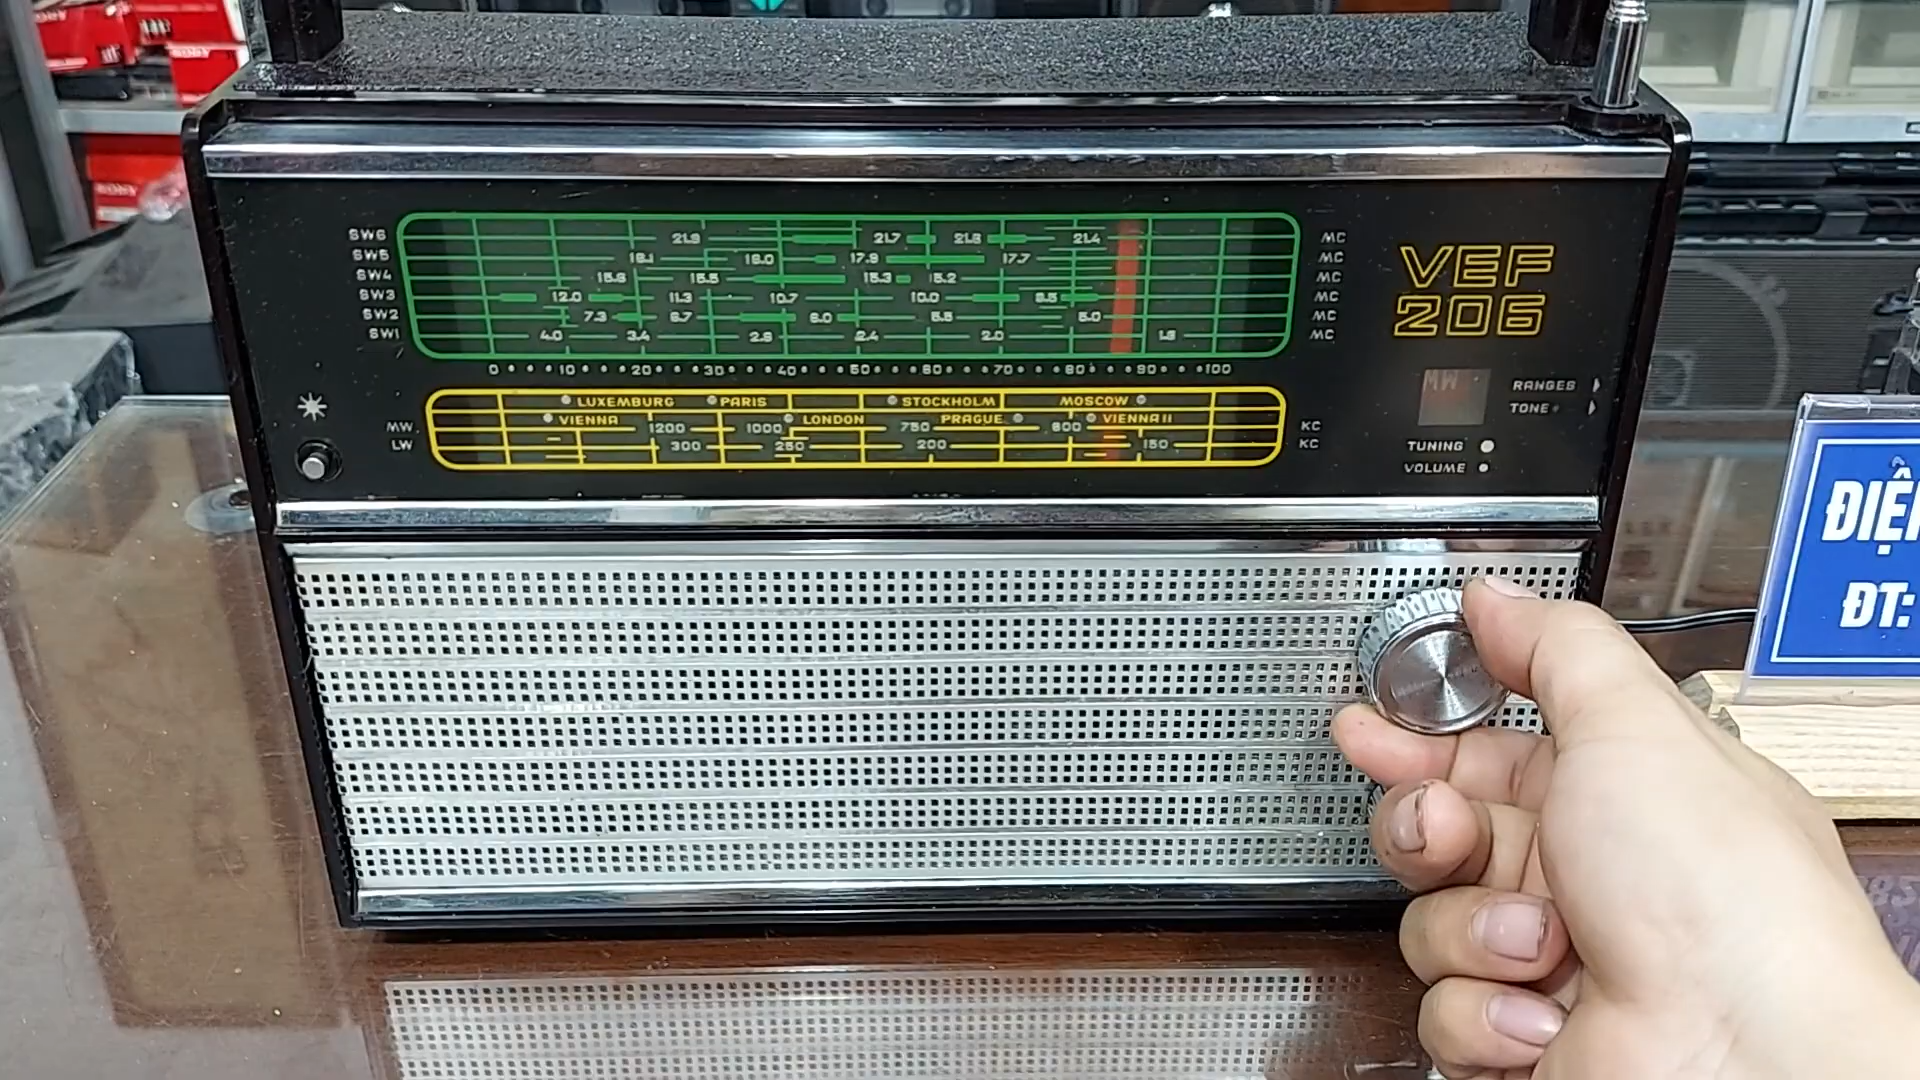 SONY
SONY
SW6 21.9 21.7 21.3 21.4 MC
SW5 18.1 18.0 17.9 17.7 MC
SW4 15.6 15.5 15.3 15.2 MC
SW3 12.0 11.3 10.7 10.0 9.5 MC
SW2 7.3 6.7 6.0 5.5 5.0 MC
SW1 4.0 3.4 2.8 2.4 2.0 1.8 MC
VEF
206
0 10 20 30 40 50 60 70 80 90 100
MW
RANGES
TONE
TUNING
VOLUME
LUXEMBURG PARIS STOCKHOLM MOSCOW
VIENNA LONDON PRAGUE VIENNA II
MW 1200 1000 750 600 KC
LW 300 250 200 150 KC
ĐT: